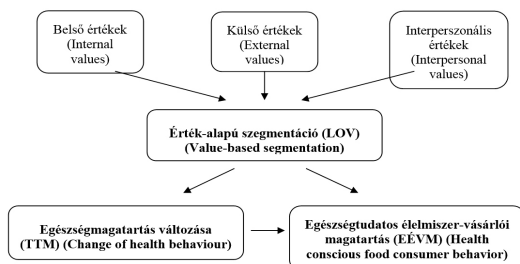 Belső értékek
(Internal
values)
Külső értékek
(External
values)
Interperszonális
értékek
(Interpersonal
values)
Érték-alapú szegmentáció (LOV)
(Value-based segmentation)
Egészségmagatartás változása
(TTM) (Change of health behaviour)
Egészségtudatos élelmiszer-vásárlói
magatartás (EÉVM) (Health
conscious food consumer behavior)